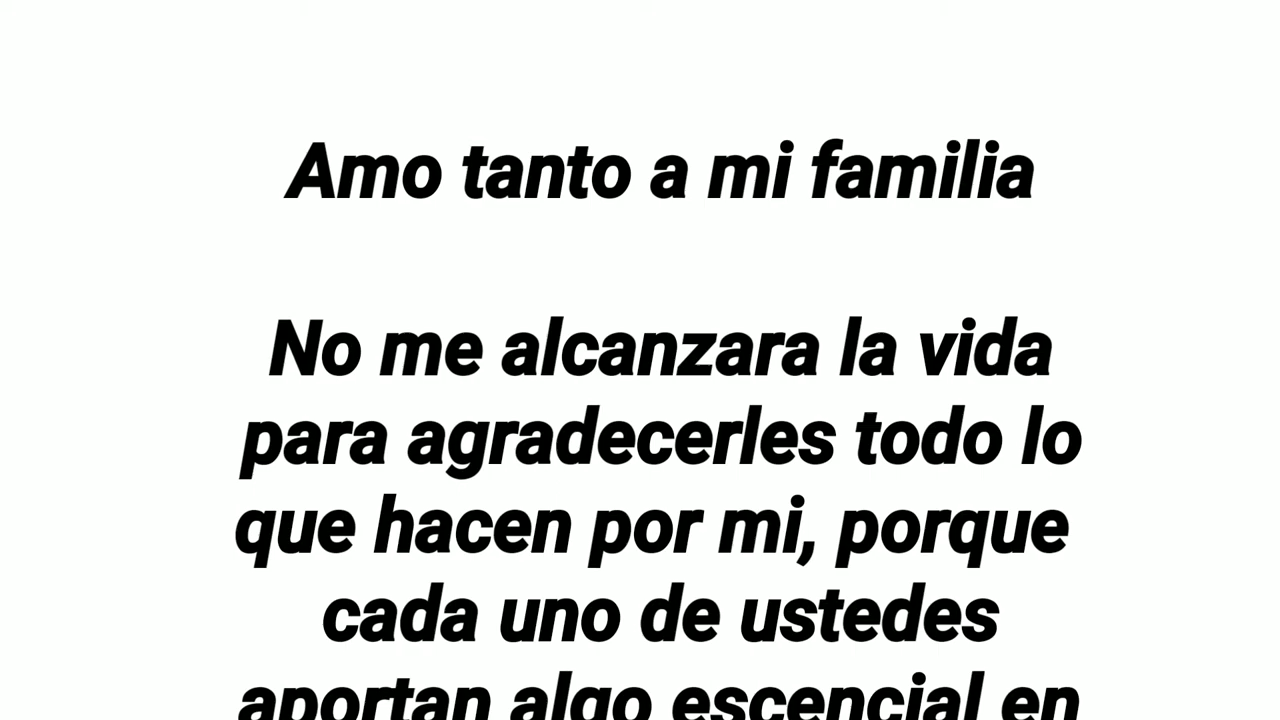 Amo tanto a mi familia
No me alcanzara la vida
para agradecerles todo lo
que hacen por mi, porque
cada uno de ustedes
aportan algo escencial en